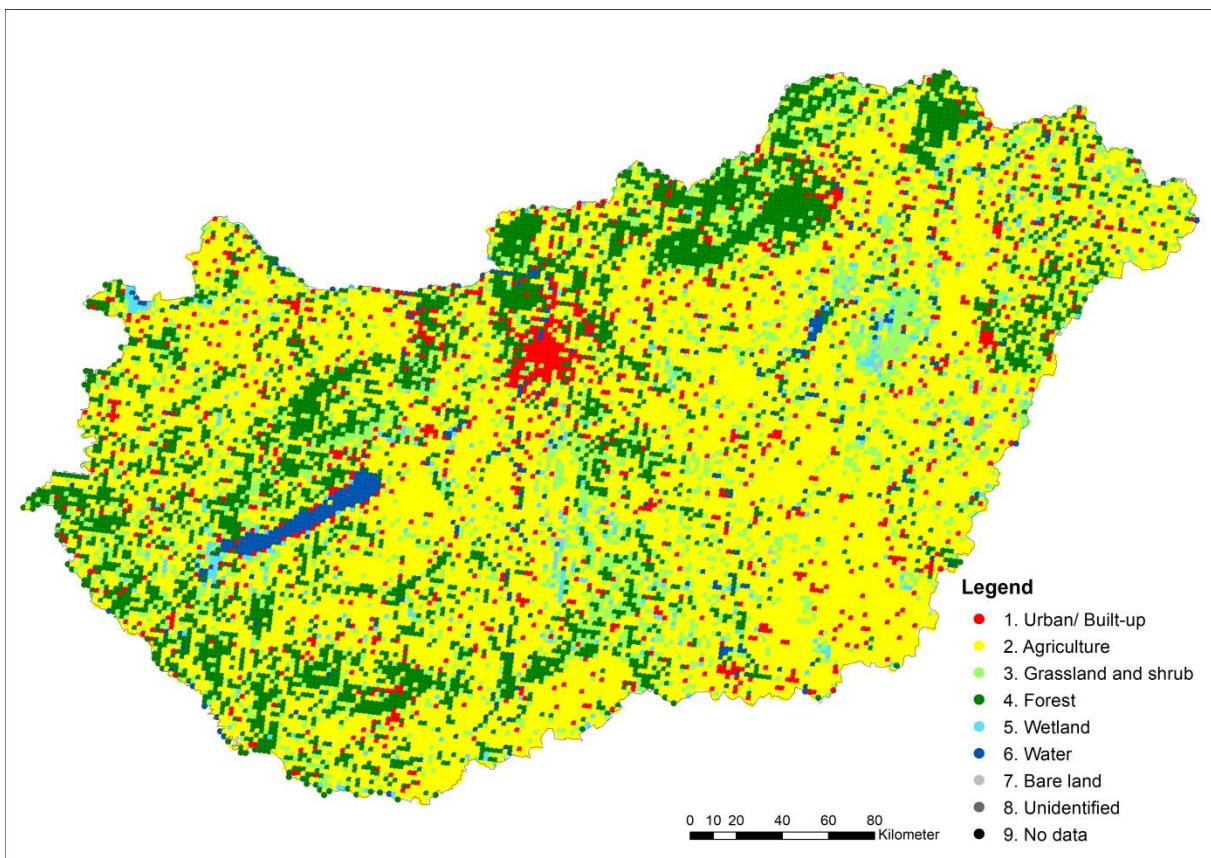 Legend
1. Urban/ Built-up
2. Agriculture
3. Grassland and shrub
4. Forest
5. Wetland
6. Water
7. Bare land
8. Unidentified
9. No data
0 10 20 40 60 80
Kilometer